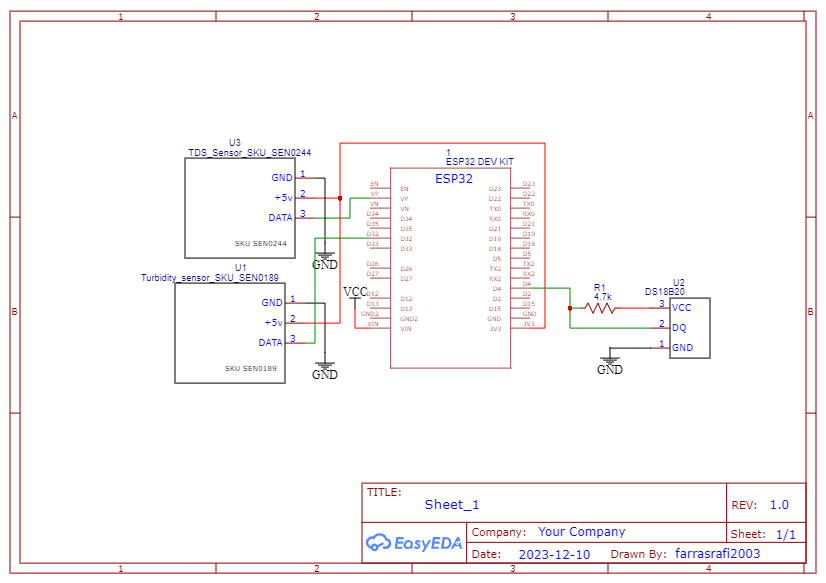 1 2 3 4
A A
B B
U3
TDS_Sensor_SKU_SEN0244
GND 1
+5v 2
DATA 3
SKU SEN0244
GND
U1
Turbidity_sensor_SKU_SEN0189
GND 1
+5v 2
DATA 3
SKU SEN0189
GND
VCC
1
ESP32 DEV KIT
ESP32
EN EN
VP VP
VN VN
D34 D34
D35 D35
D32 D32
D33 D33
D26 D26
D27 D27
D12 D12
D13 D13
GND2 GND2
VIN VIN
D23 D23
D22 D22
TX0 TX0
RX0 RX0
D21 D21
D19 D19
D18 D18
D5 D5
TX2 TX2
RX2 RX2
D4 D4
D2 D2
D15 D15
GND GND
3V3 3V3
R1
4.7k
U2
DS18B20
3 VCC
2 DQ
1 GND
GND
TITLE:
Sheet_1
REV: 1.0
EasyEDA
Company: Your Company
Sheet: 1/1
Date: 2023-12-10 Drawn By: farrasrafi2003
1 2 3 4